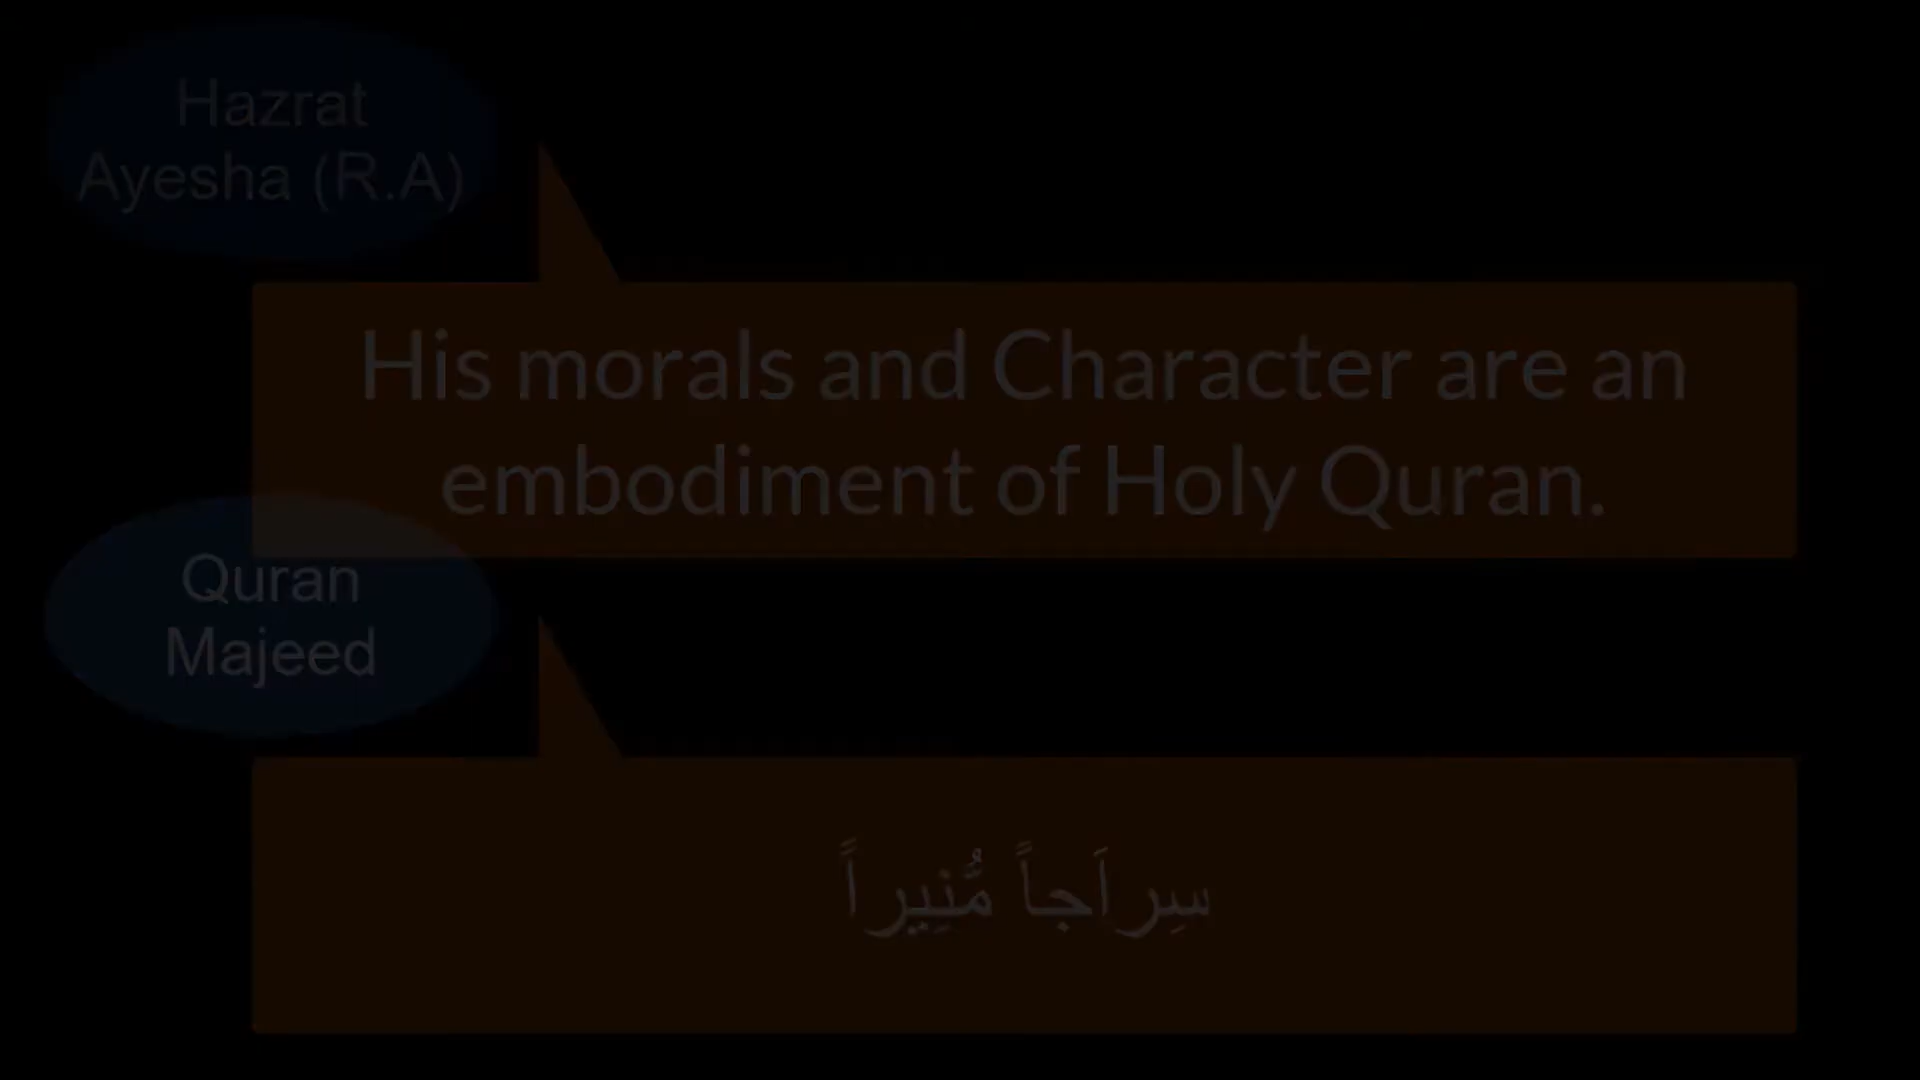 Hazrat
Ayesha (R.A)
His morals and Character are an
embodiment of Holy Quran.
Quran
Majeed
سِراَجاً مُّنِيراً